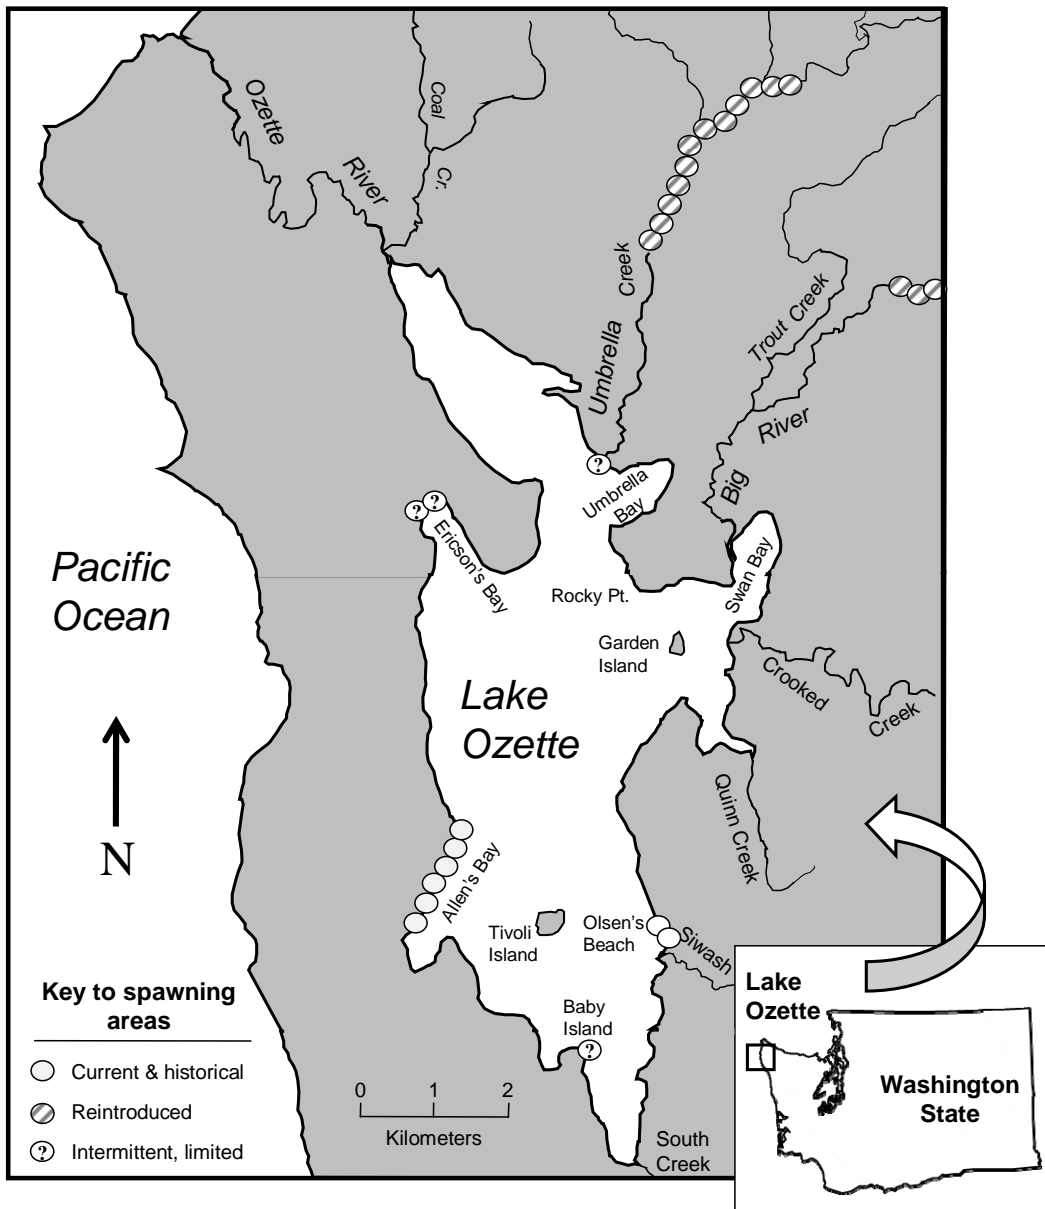 Ozette
River
Coal
Cr.
Umbrella
Creek
Trout Creek
Big
River
?
Umbrella
Bay
? ?
Ericson's Bay
Swan Bay
Pacific
Ocean
Rocky Pt.
Garden
Island
Crooked
Creek
Lake
Ozette
N
Quinn Creek
Allen's Bay
Tivoli
Island
Olsen's
Beach
Siwash
Baby
Island
?
South
Creek
Key to spawning
areas
Current & historical
Reintroduced
? Intermittent, limited
0 1 2
Kilometers
Lake
Ozette
Washington
State